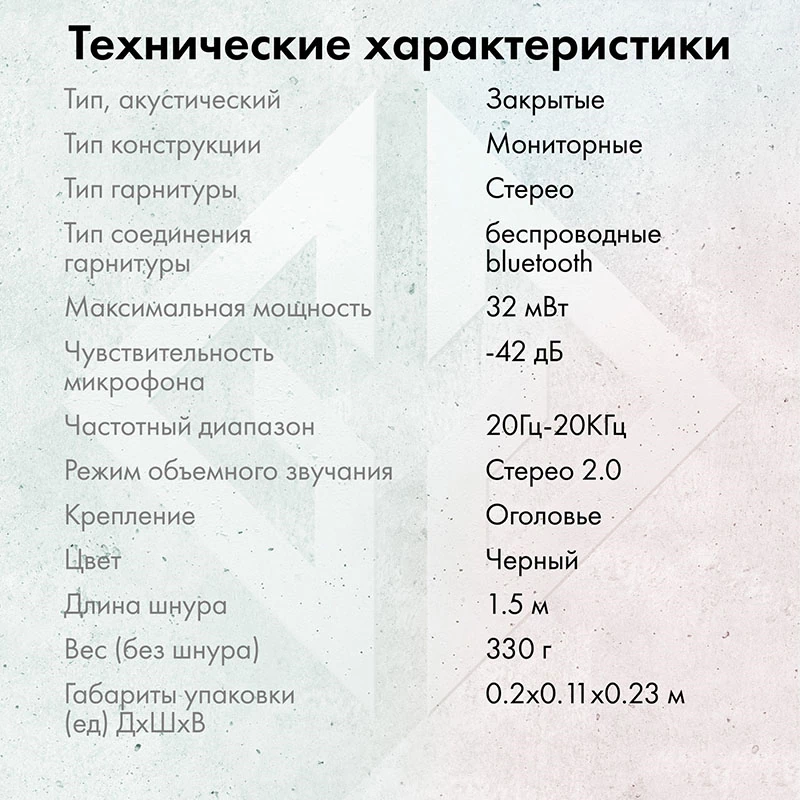 Технические характеристики
Тип, акустический Закрытые
Тип конструкции Мониторные
Тип гарнитуры Стерео
Тип соединения беспроводные
гарнитуры bluetooth
Максимальная мощность 32 мВт
Чувствительность -42 дБ
микрофона
Частотный диапазон 20Гц-20КГц
Режим объемного звучания Стерео 2.0
Крепление Оголовье
Цвет Черный
Длина шнура 1.5 м
Вес (без шнура) 330 г
Габариты упаковки 0.2x0.11x0.23 м
(ед) ДхШхВ